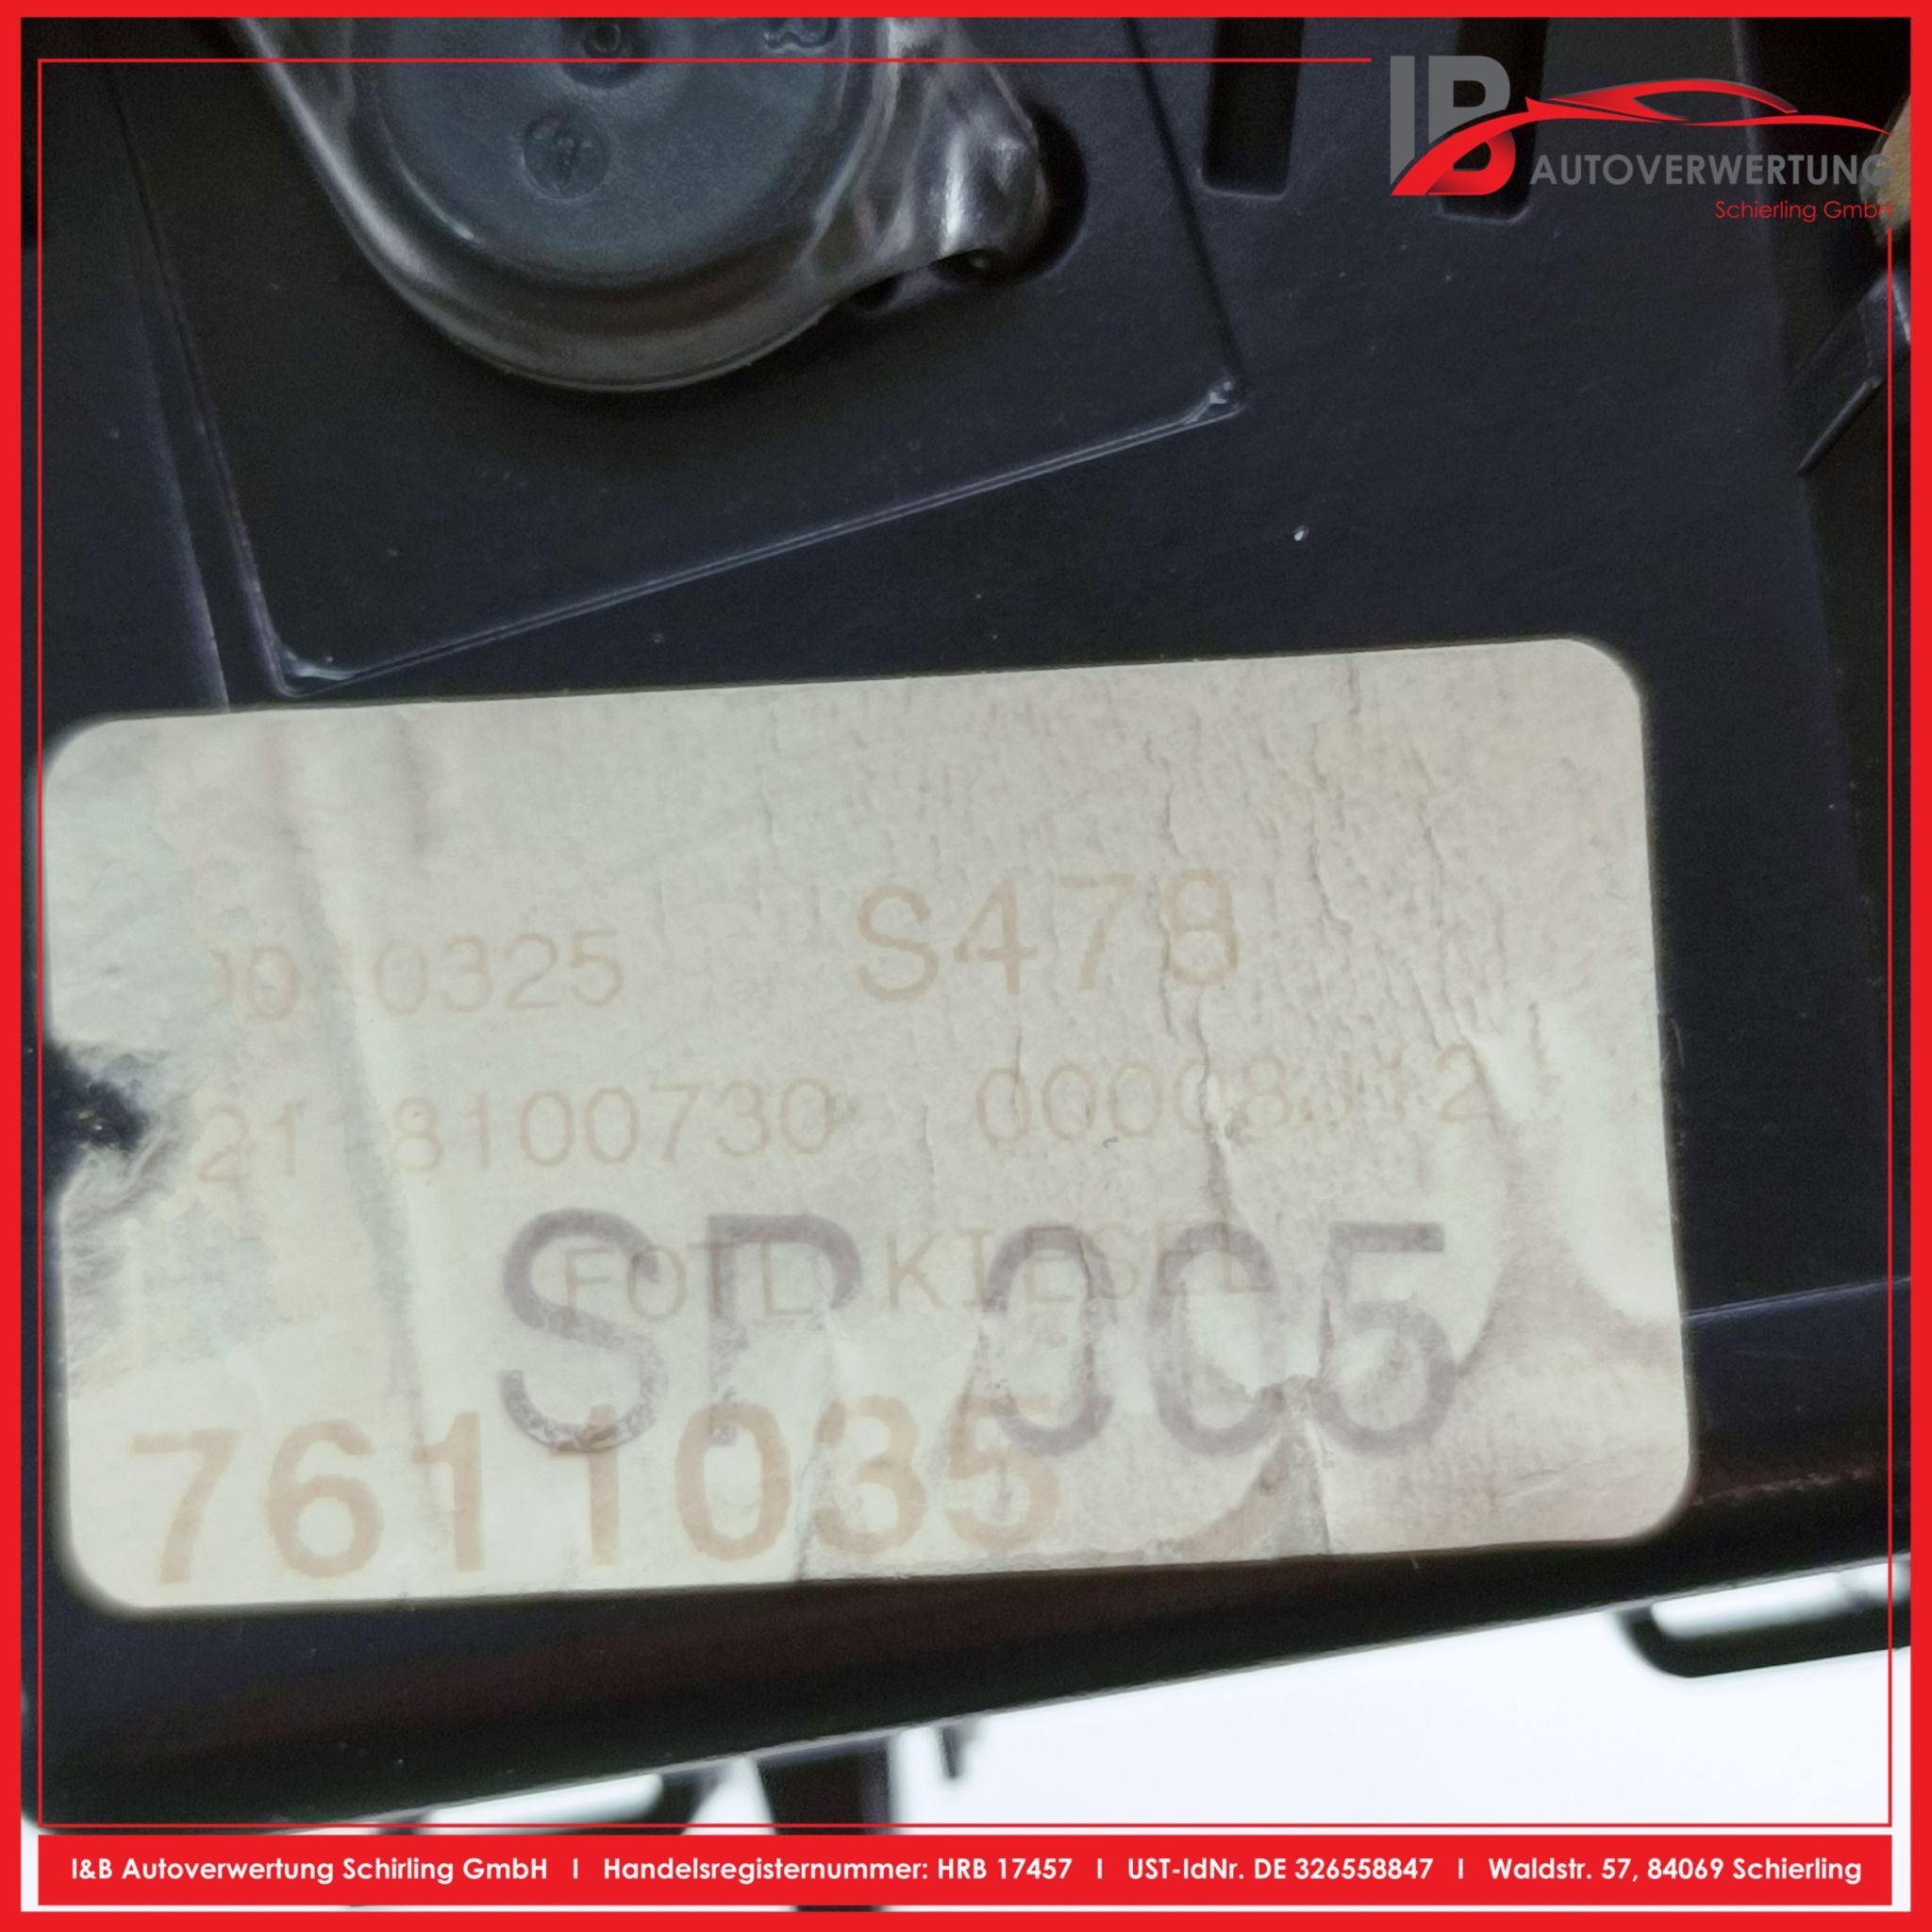 IB
AUTOVERWERTUNG
Schierling GmbH
0325 S478
21 8100730
SP 005
7611035
I&B Autoverwertung Schirling GmbH I Handelsregisternummer: HRB 17457 I UST-IdNr. DE 326558847 I Waldstr. 57, 84069 Schierling